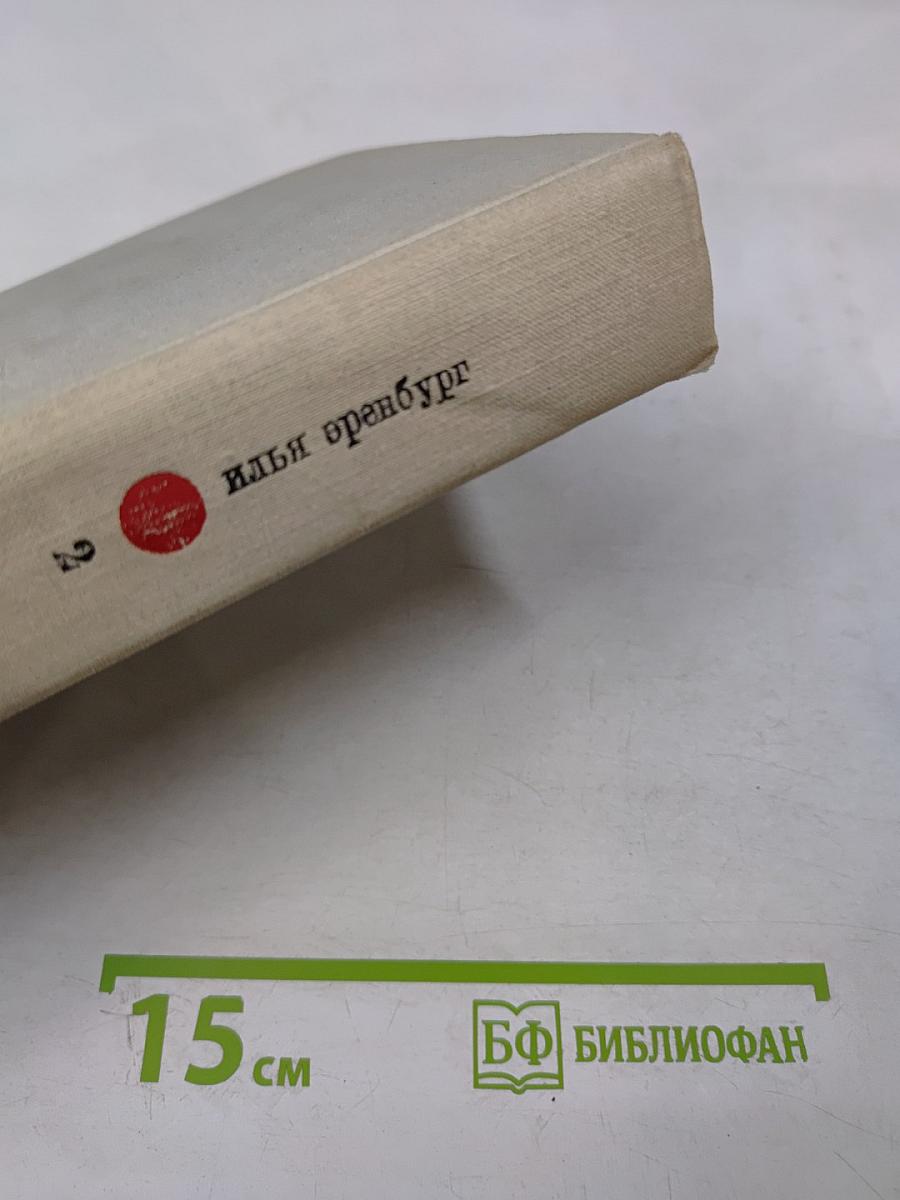 илья эренбург
2
15 см
БФ БИБЛИОФАН